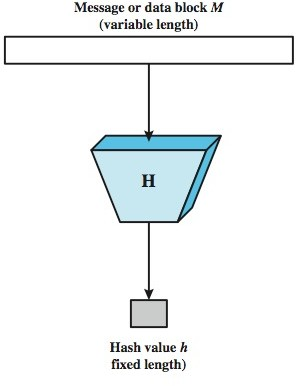 Message or data block M
(variable length)
H
Hash value h
fixed length)